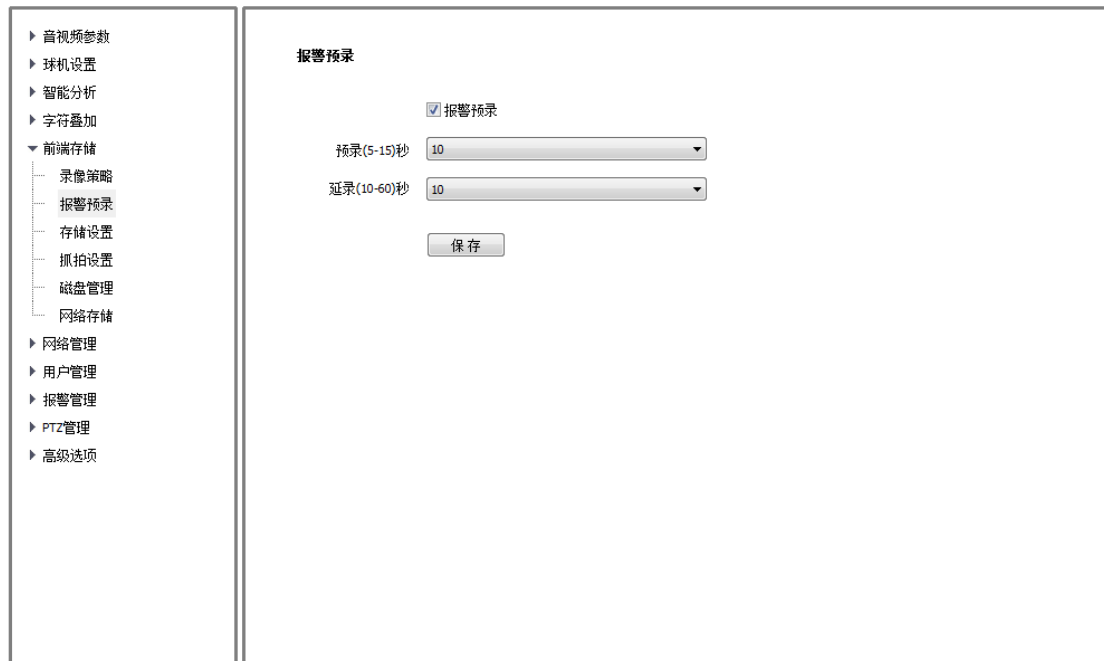 音视频参数
球机设置
智能分析
字符叠加
前端存储
录像策略
报警预录
存储设置
抓拍设置
磁盘管理
网络存储
网络管理
用户管理
报警管理
PTZ管理
高级选项
报警预录
报警预录
预录(5-15)秒 10
延录(10-60)秒 10
保存